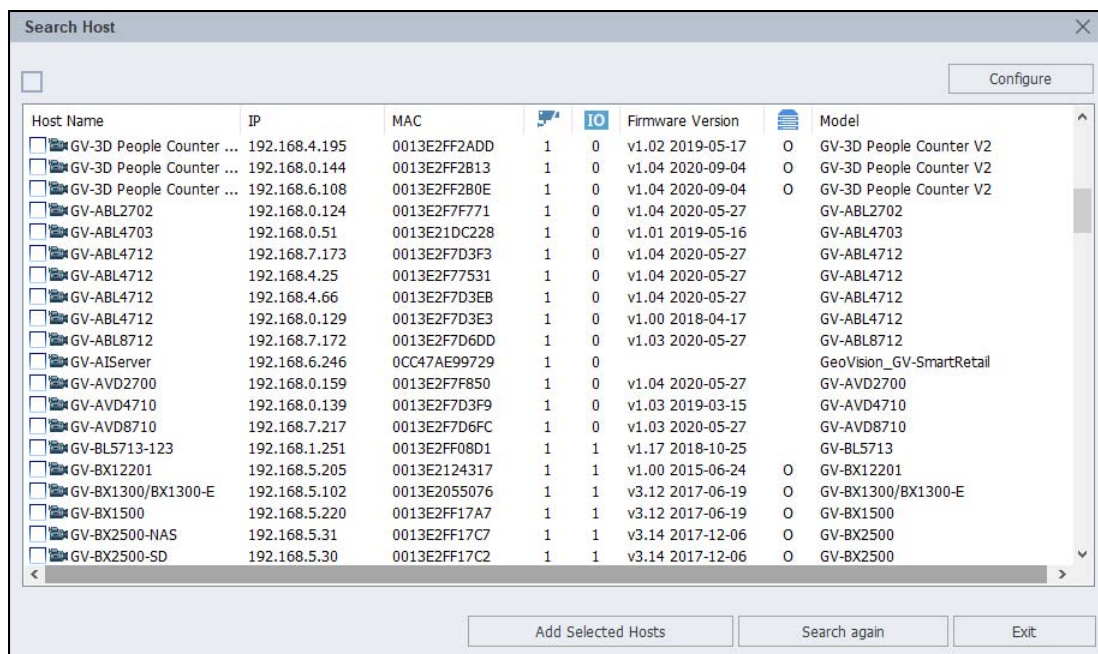 Search Host
Configure
Host Name IP MAC IO Firmware Version Model
GV-3D People Counter ... 192.168.4.195 0013E2FF2ADD 1 0 v1.02 2019-05-17 O GV-3D People Counter V2
GV-3D People Counter ... 192.168.0.144 0013E2FF2B13 1 0 v1.04 2020-09-04 O GV-3D People Counter V2
GV-3D People Counter ... 192.168.6.108 0013E2FF2B0E 1 0 v1.04 2020-09-04 O GV-3D People Counter V2
GV-ABL2702 192.168.0.124 0013E2F7F771 1 0 v1.04 2020-05-27 GV-ABL2702
GV-ABL4703 192.168.0.51 0013E21DC228 1 0 v1.01 2019-05-16 GV-ABL4703
GV-ABL4712 192.168.7.173 0013E2F7D3F3 1 0 v1.04 2020-05-27 GV-ABL4712
GV-ABL4712 192.168.4.25 0013E2F77531 1 0 v1.04 2020-05-27 GV-ABL4712
GV-ABL4712 192.168.4.66 0013E2F7D3EB 1 0 v1.04 2020-05-27 GV-ABL4712
GV-ABL4712 192.168.0.129 0013E2F7D3E3 1 0 v1.00 2018-04-17 GV-ABL4712
GV-ABL8712 192.168.7.172 0013E2F7D6DD 1 0 v1.03 2020-05-27 GV-ABL8712
GV-AIServer 192.168.6.246 0CC47AE99729 1 0 GeoVision_GV-SmartRetail
GV-AVD2700 192.168.0.159 0013E2F7F850 1 0 v1.04 2020-05-27 GV-AVD2700
GV-AVD4710 192.168.0.139 0013E2F7D3F9 1 0 v1.03 2019-03-15 GV-AVD4710
GV-AVD8710 192.168.7.217 0013E2F7D6FC 1 0 v1.03 2020-05-27 GV-AVD8710
GV-BL5713-123 192.168.1.251 0013E2FF08D1 1 1 v1.17 2018-10-25 GV-BL5713
GV-BX12201 192.168.5.205 0013E2124317 1 1 v1.00 2015-06-24 O GV-BX12201
GV-BX1300/BX1300-E 192.168.5.102 0013E2055076 1 1 v3.12 2017-06-19 O GV-BX1300/BX1300-E
GV-BX1500 192.168.5.220 0013E2FF17A7 1 1 v3.12 2017-06-19 O GV-BX1500
GV-BX2500-NAS 192.168.5.31 0013E2FF17C7 1 1 v3.14 2017-12-06 O GV-BX2500
GV-BX2500-SD 192.168.5.30 0013E2FF17C2 1 1 v3.14 2017-12-06 O GV-BX2500
Add Selected Hosts Search again Exit